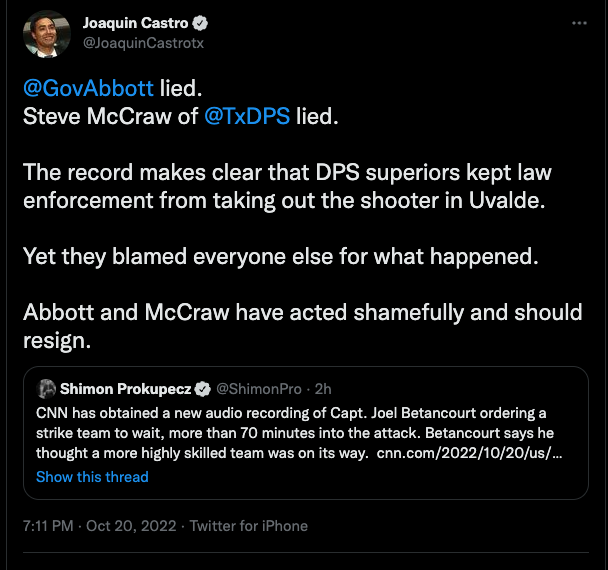 Joaquin Castro
@JoaquinCastrotx
@GovAbbott lied.
Steve McCraw of @TxDPS lied.
The record makes clear that DPS superiors kept law
enforcement from taking out the shooter in Uvalde.
Yet they blamed everyone else for what happened.
Abbott and McCraw have acted shamefully and should
resign.
Shimon Prokupecz @ShimonPro · 2h
CNN has obtained a new audio recording of Capt. Joel Betancourt ordering a
strike team to wait, more than 70 minutes into the attack. Betancourt says he
thought a more highly skilled team was on its way. cnn.com/2022/10/20/us/...
Show this thread
7:11 PM · Oct 20, 2022 · Twitter for iPhone